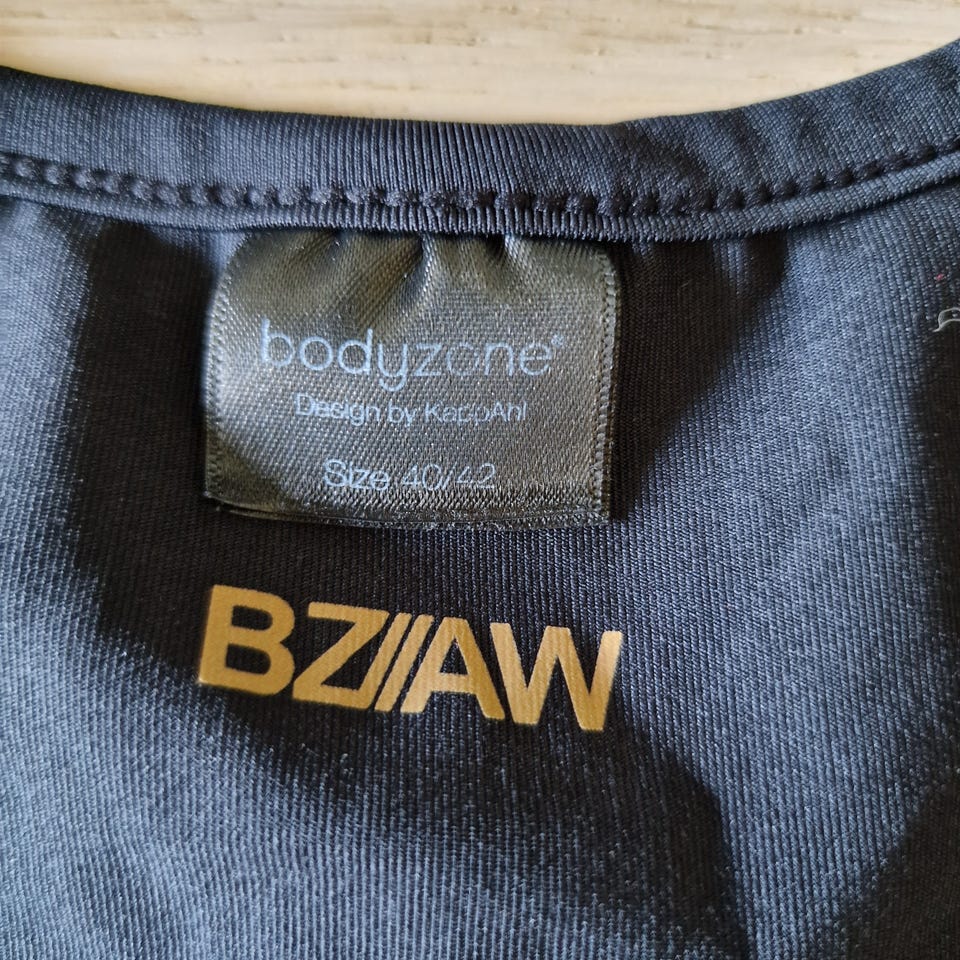 bodyzone®
Design by KappAhl
Size 40/42
BZ//AW